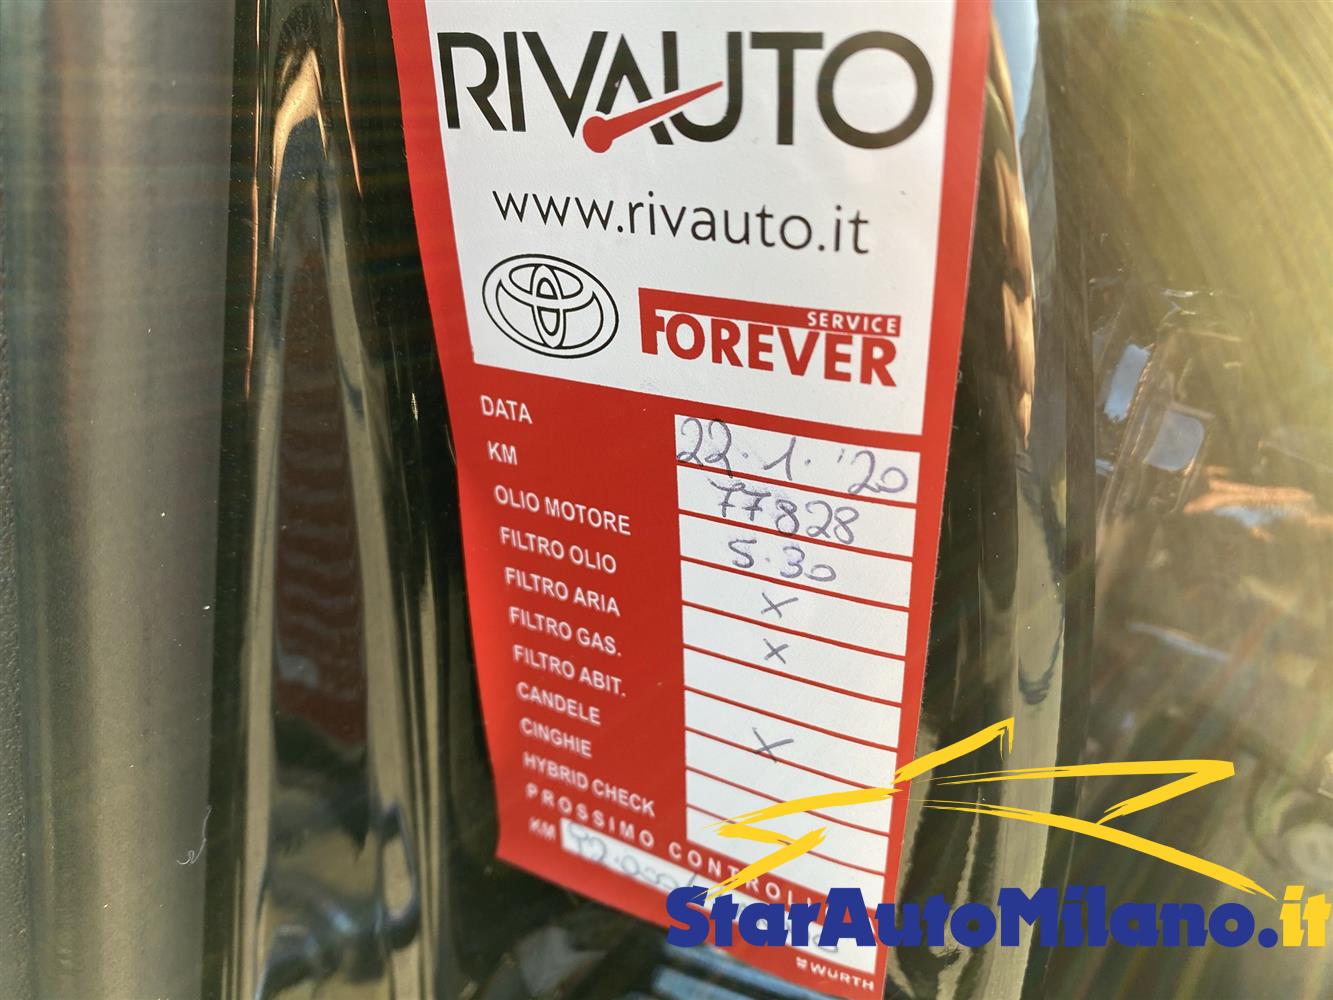 RIVAUTO
www.rivauto.it
SERVICE
FOREVER
DATA 22.1.'20
KM 77828
OLIO MOTORE 5.30
FILTRO OLIO X
FILTRO ARIA X
FILTRO GAS.
FILTRO ABIT. X
CANDELE
CINGHIE
HYBRID CHECK
PROSSIMO CONTROLLO
KM
WÜRTH
StarAutoMilano.it